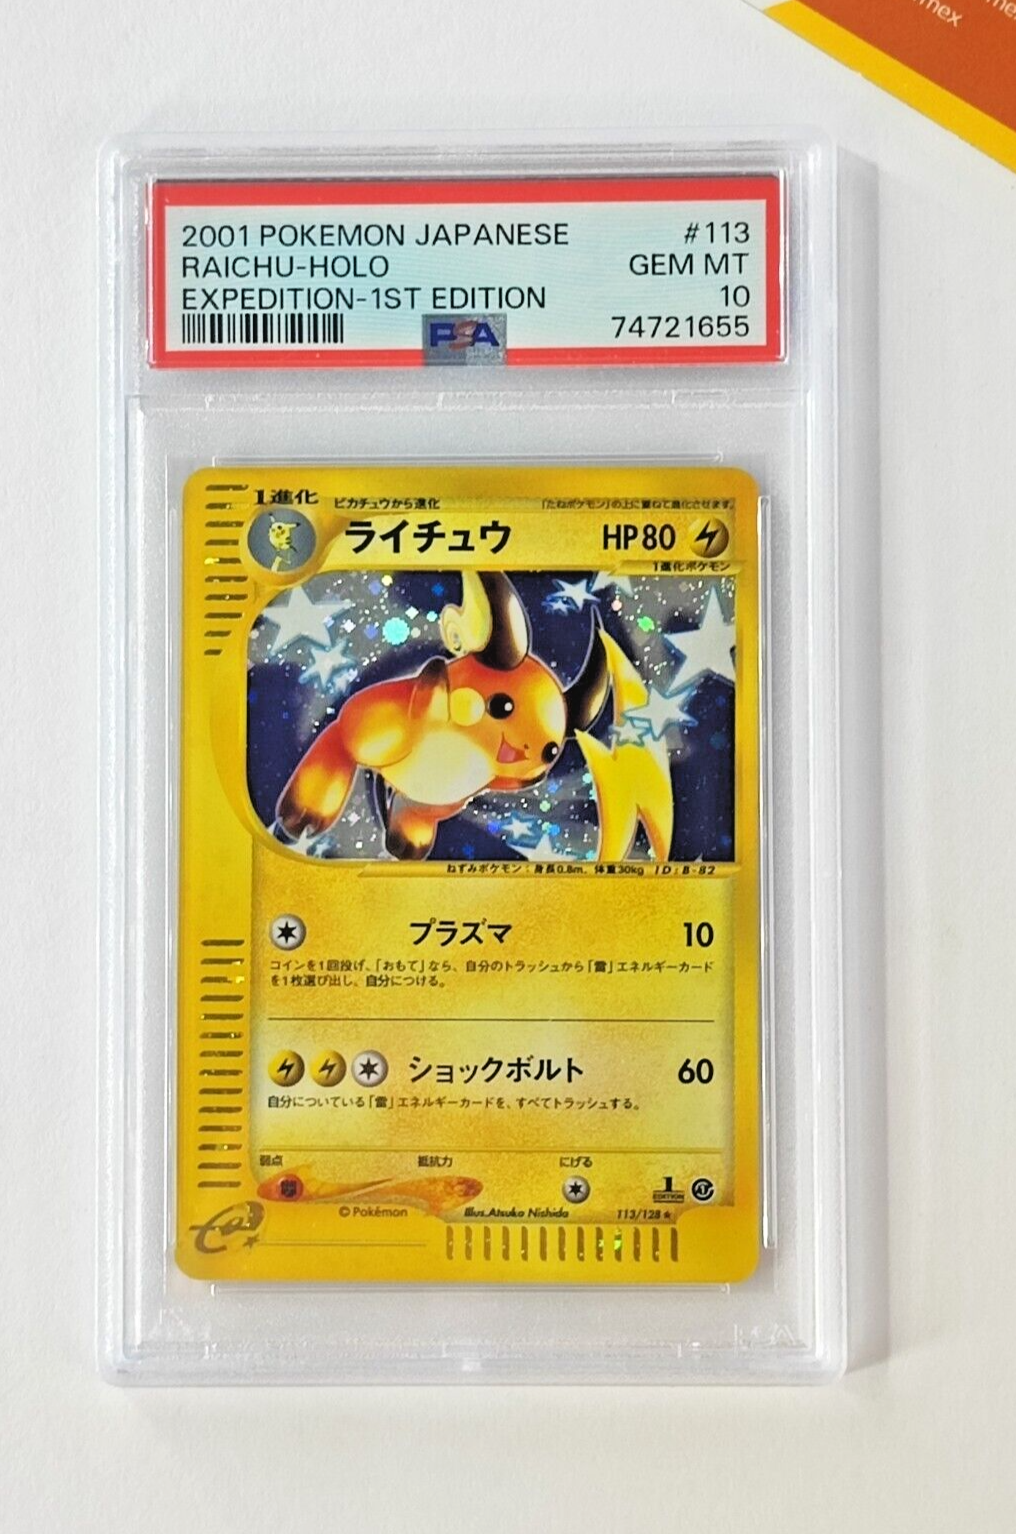 mex
2001 POKEMON JAPANESE #113
RAICHU-HOLO GEM MT
EXPEDITION-1ST EDITION 10
PSA 74721655
1進化 ピカチュウから進化 「たねポケモン」の上に重ねて進化させます。
ライチュウ HP80
1進化ポケモン
ねずみポケモン：身長0.8m、体重30kg ID:B-82
プラズマ 10
コインを1回投げ、「おもて」なら、自分のトラッシュから「雷」エネルギーカード
を1枚選び出し、自分につける。
ショックボルト 60
自分についている「雷」エネルギーカードを、すべてトラッシュする。
弱点 抵抗力 にげる
1 EDITION
© Pokémon Illus.Atsuko Nishida 113/128★
e